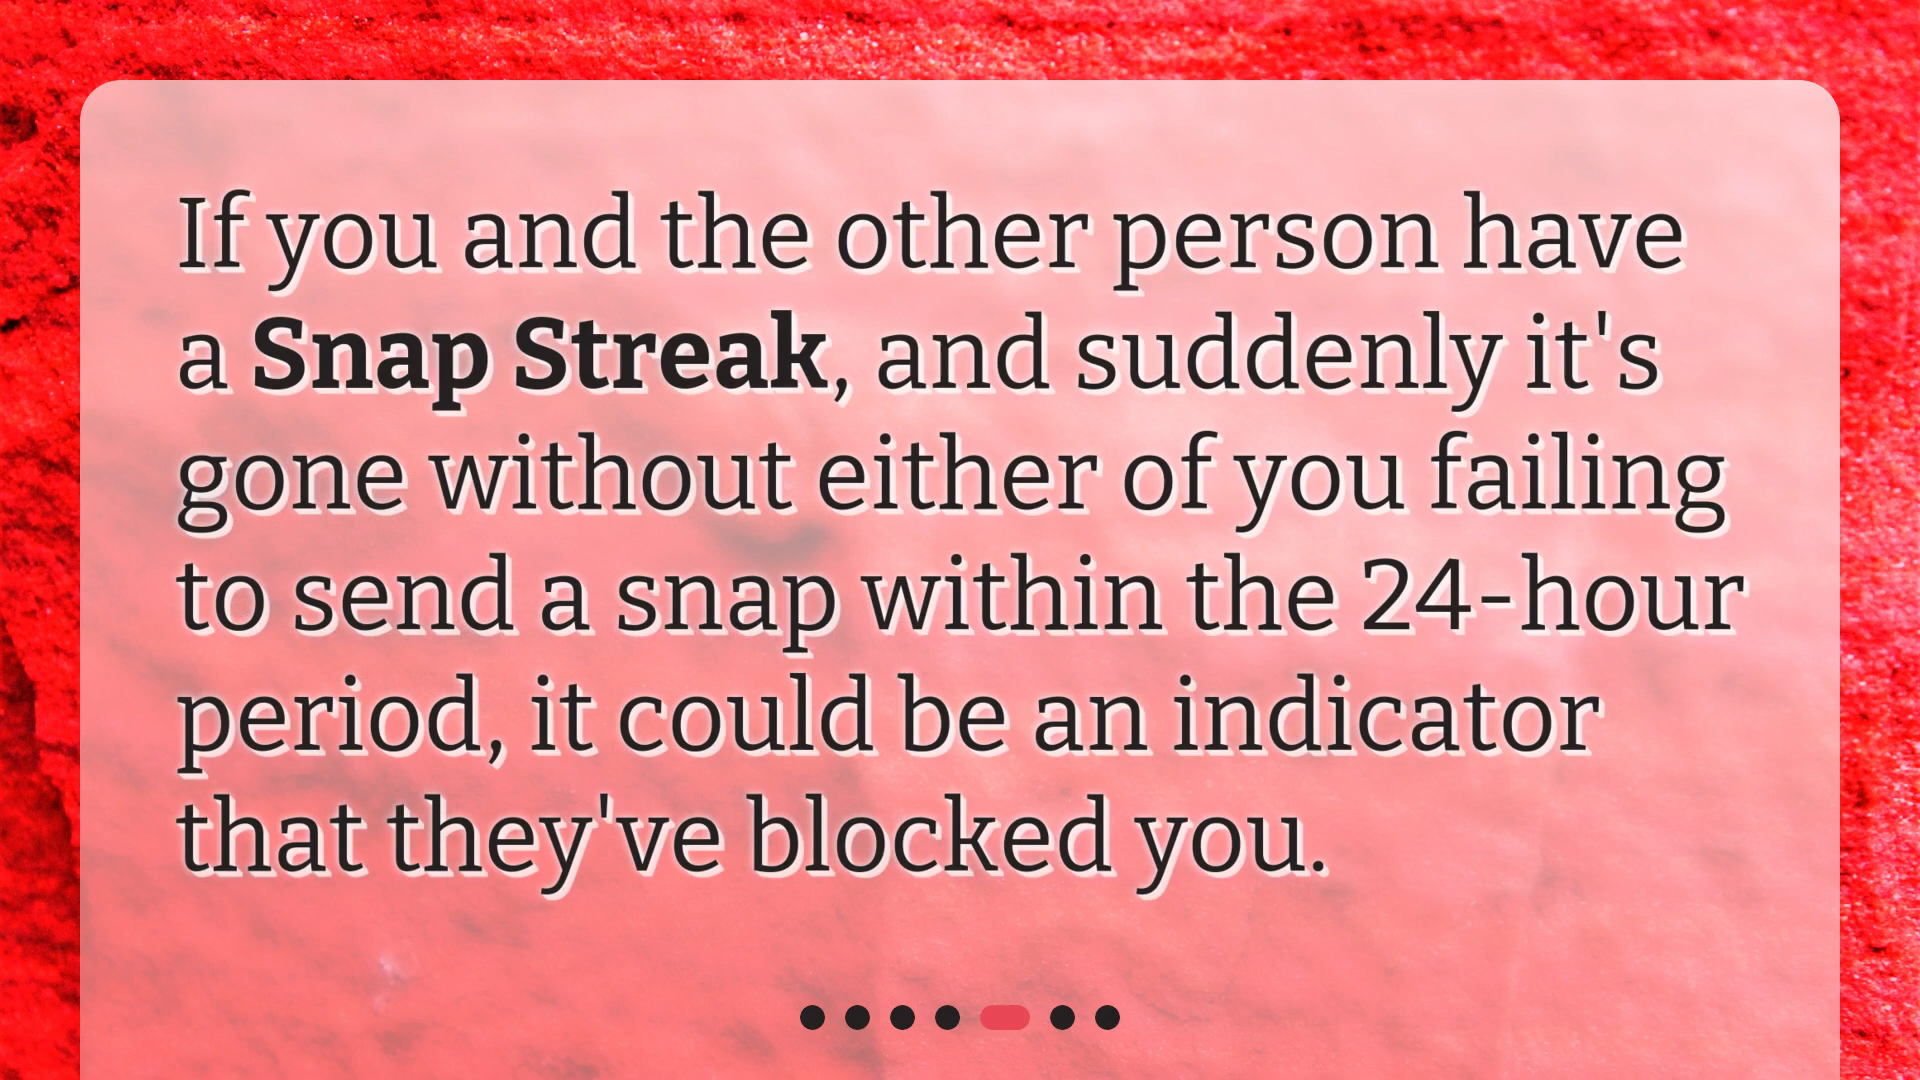 If you and the other person have
a Snap Streak, and suddenly it's
gone without either of you failing
to send a snap within the 24-hour
period, it could be an indicator
that they've blocked you.